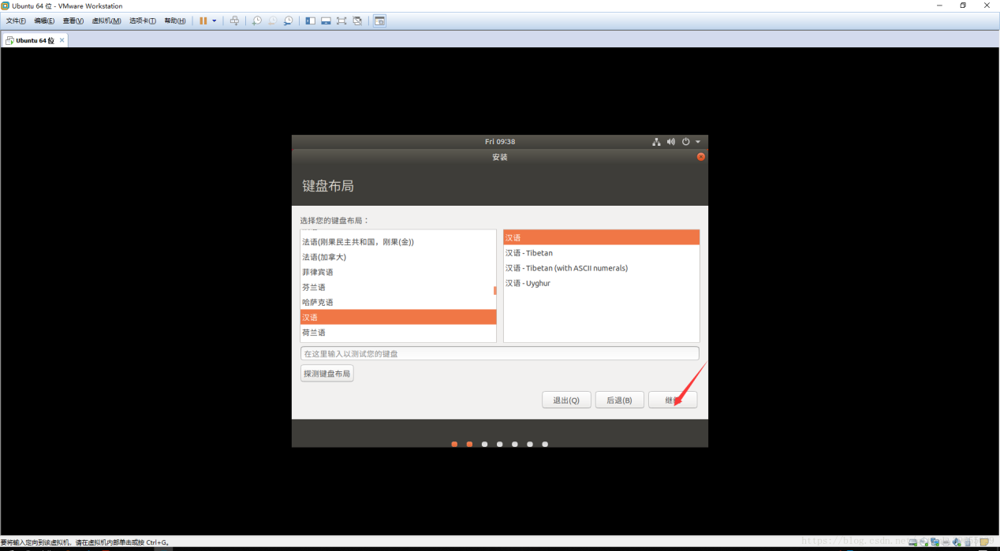 Ubuntu 64 位 - VMware Workstation
文件(F) 编辑(E) 查看(V) 虚拟机(M) 选项卡(T) 帮助(H)
Ubuntu 64 位
Fri 09:38
安装
键盘布局
选择您的键盘布局：
法语(刚果民主共和国，刚果(金))
法语(加拿大)
菲律宾语
芬兰语
哈萨克语
汉语
荷兰语
汉语
汉语 - Tibetan
汉语 - Tibetan (with ASCII numerals)
汉语 - Uyghur
在这里输入以测试您的键盘
探测键盘布局
退出(Q) 后退(B) 继
要将输入定向到该虚拟机，请在虚拟机内部单击或按 Ctrl+G。
https://blog.csdn.ne